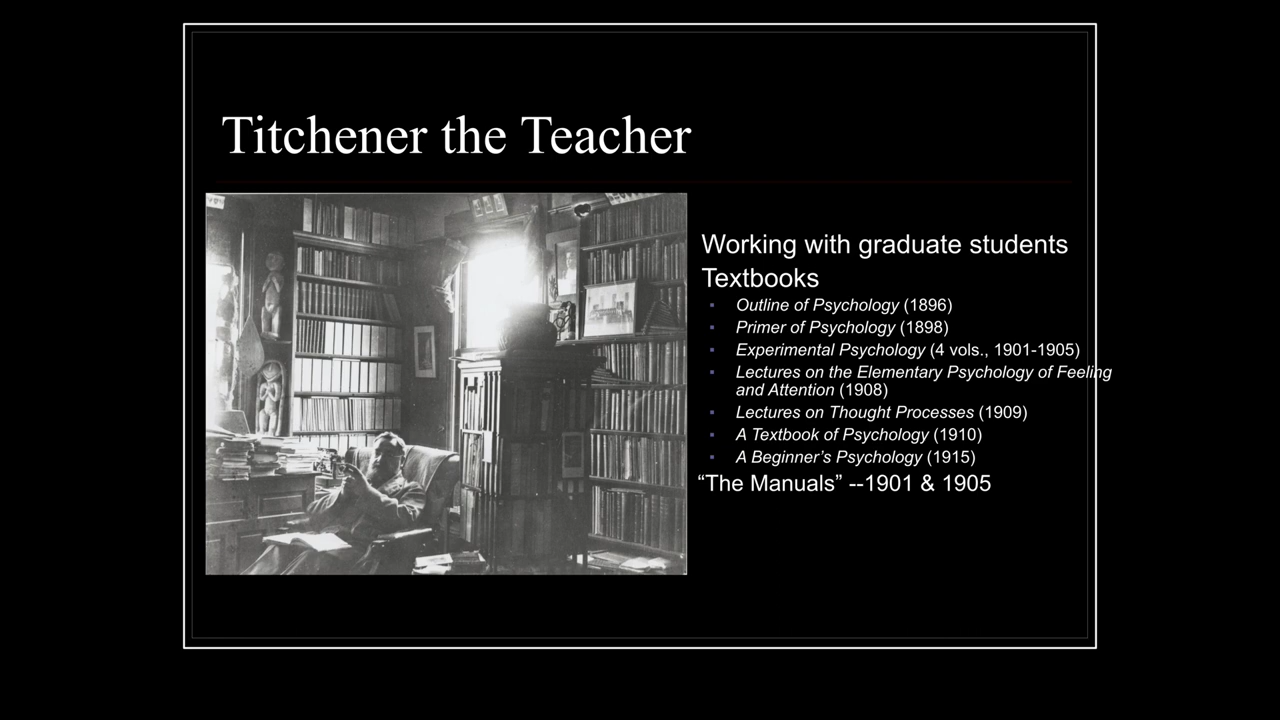 Titchener the Teacher
Working with graduate students
Textbooks
▪ Outline of Psychology (1896)
▪ Primer of Psychology (1898)
▪ Experimental Psychology (4 vols., 1901-1905)
▪ Lectures on the Elementary Psychology of Feeling
and Attention (1908)
▪ Lectures on Thought Processes (1909)
▪ A Textbook of Psychology (1910)
▪ A Beginner’s Psychology (1915)
“The Manuals” --1901 & 1905